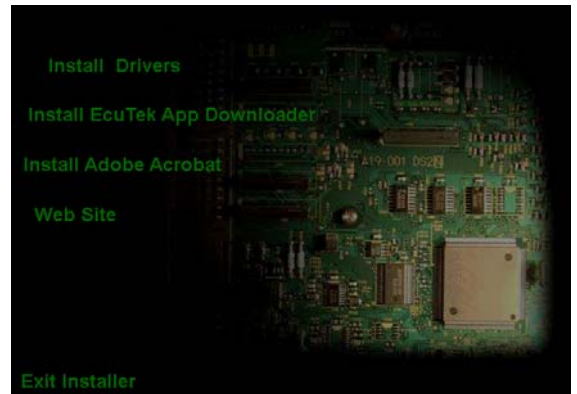 Install Drivers
Install EcuTek App Downloader
Install Adobe Acrobat
A19-001 DS2
Web Site
Exit Installer